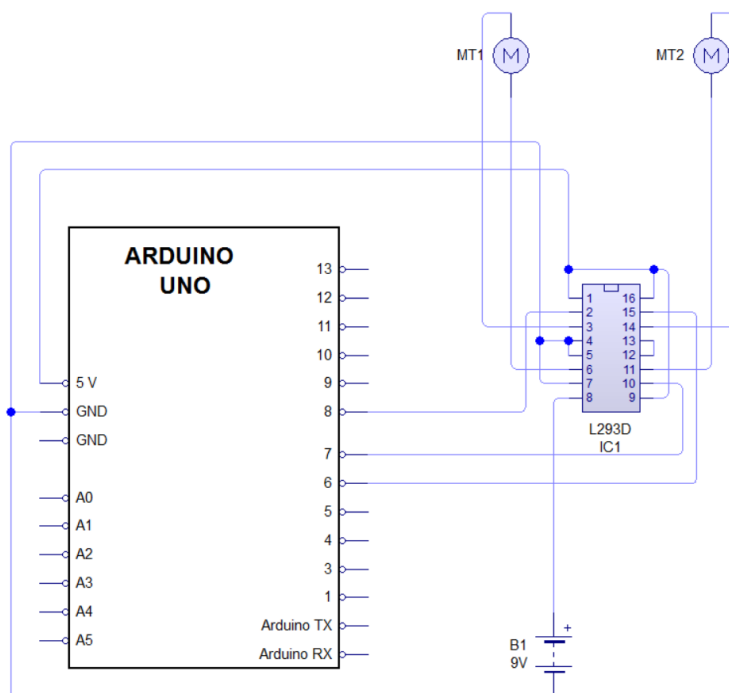 MT1
M
MT2
M
ARDUINO
UNO
13
12
11
10
9
8
7
6
5
4
3
1
Arduino TX
Arduino RX
5 V
GND
GND
A0
A1
A2
A3
A4
A5
1 16
2 15
3 14
4 13
5 12
6 11
7 10
8 9
L293D
IC1
B1
9V
+